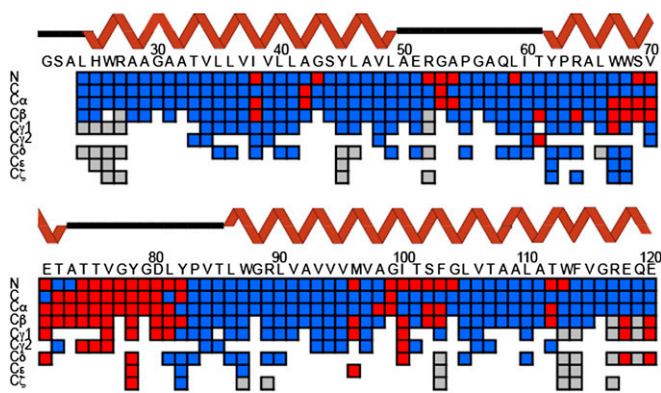 30 40 50 60 70
GSALHWRAAGAATVLLVIVLLAGSYLAVLAERGAPGAQLITYPRALWWSV
N
C
Cα
Cβ
Cγ1
Cγ2
Cδ
Cε
Cζ
80 90 100 110 120
ETATTVGYGDLYPVTLWGRLVAVVVMVAGITSFGLVTAALATWFVGREQE
N
C
Cα
Cβ
Cγ1
Cγ2
Cδ
Cε
Cζ